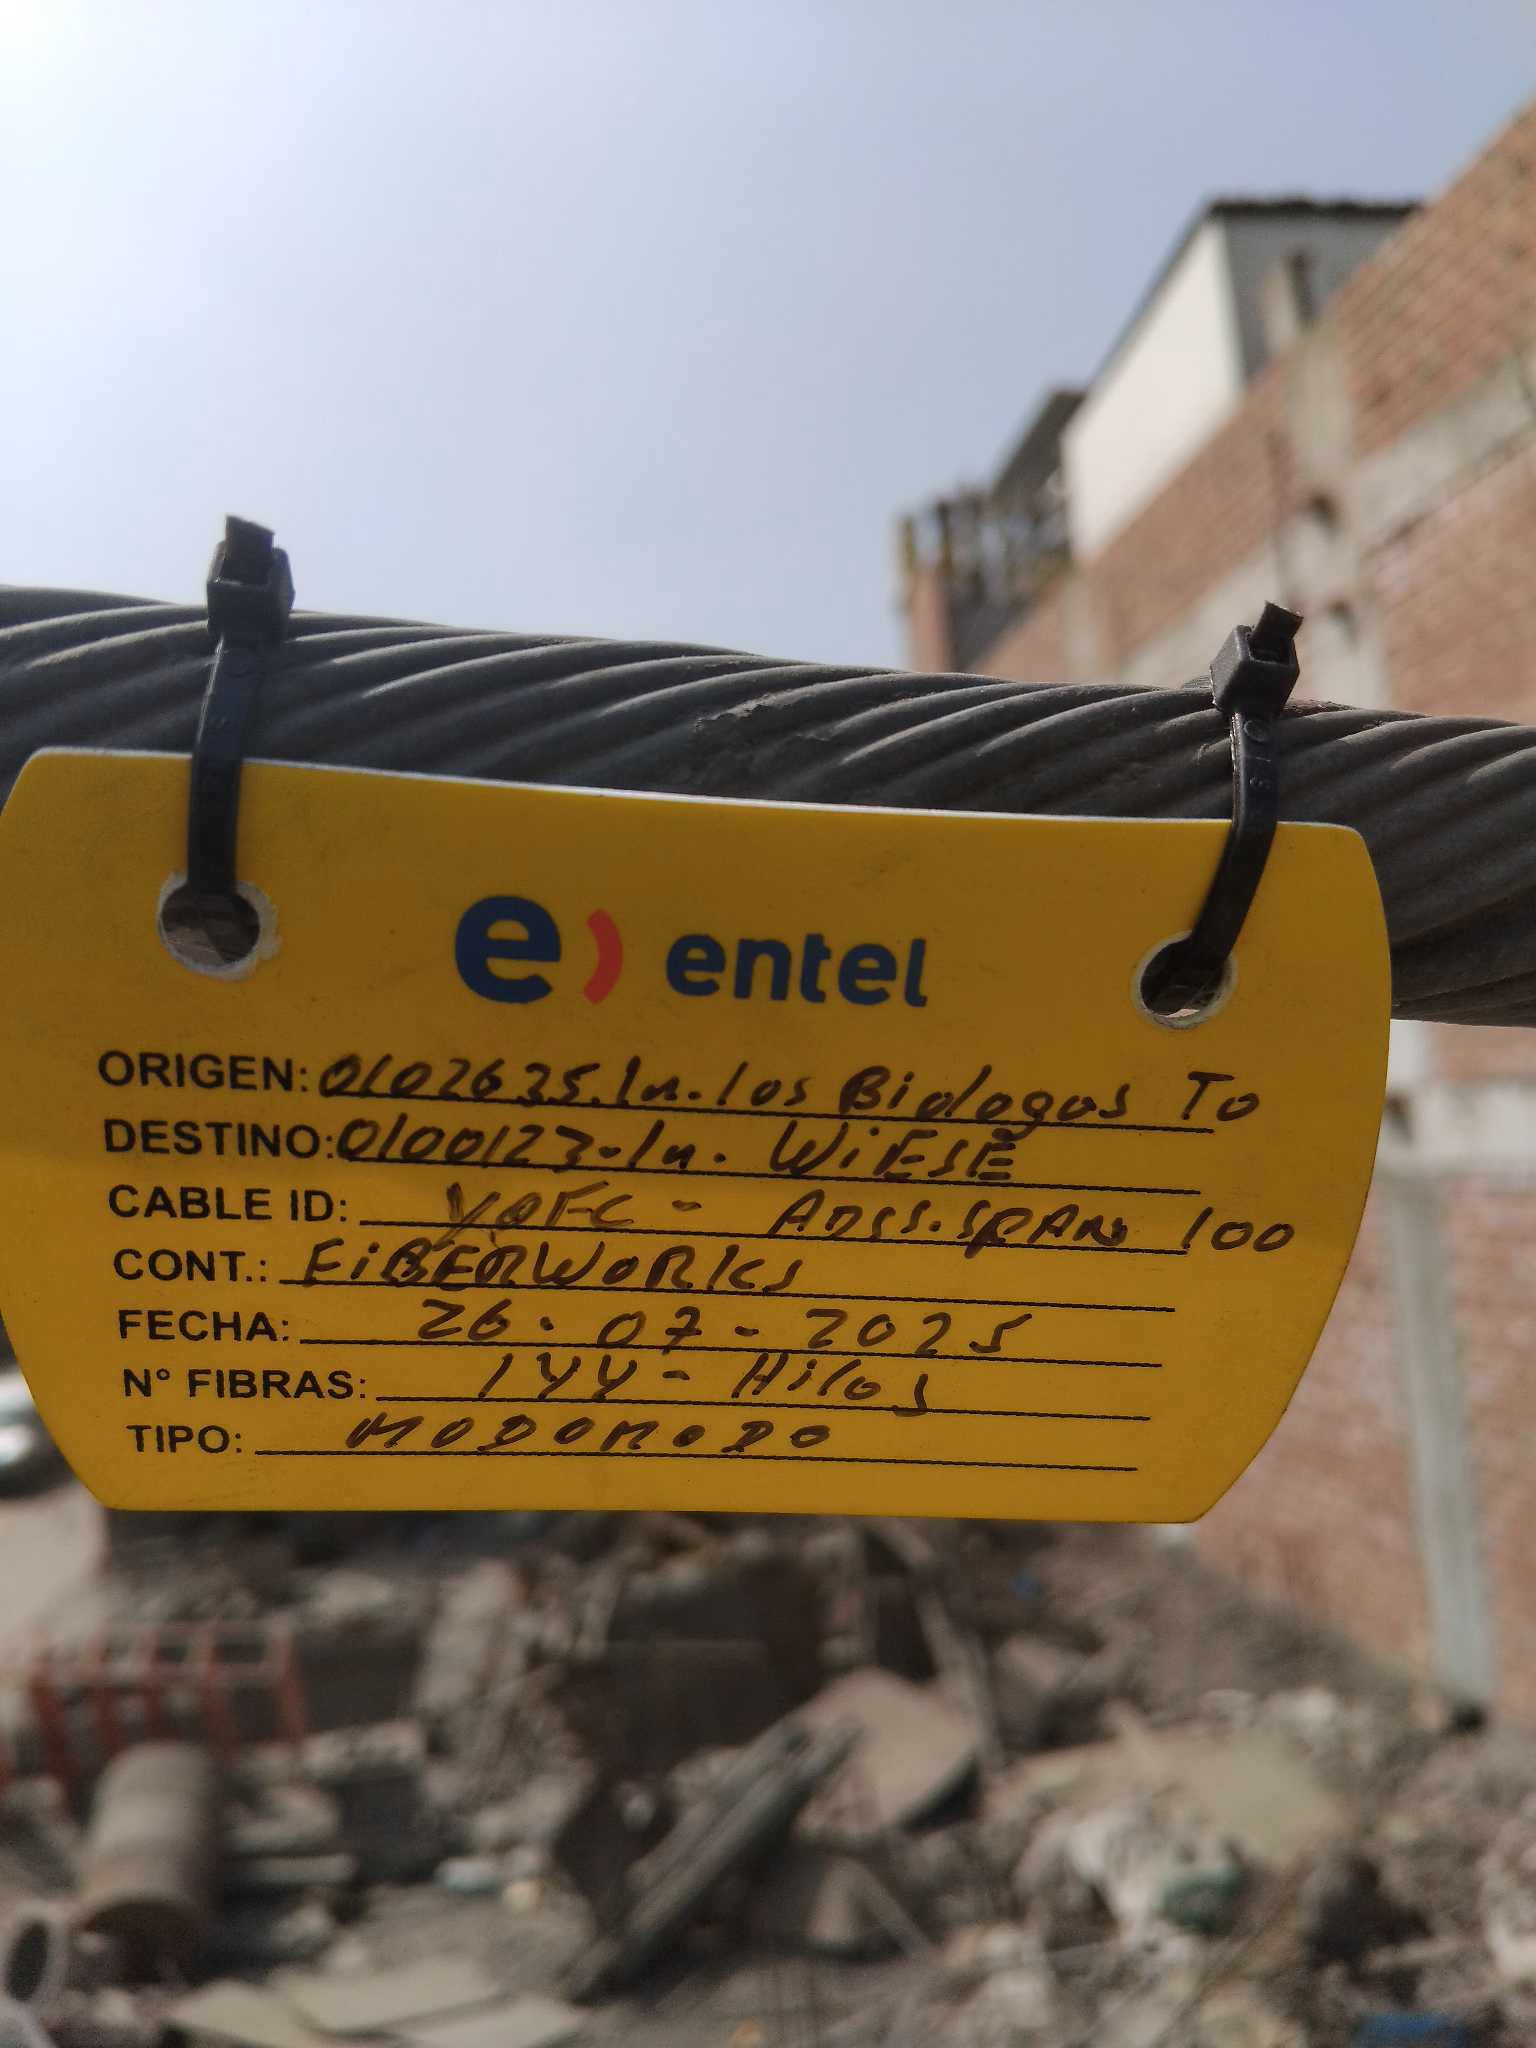 e) entel
ORIGEN: 0102635.Ln.los Biologos To
DESTINO: 0100123.Ln. WiESE
CABLE ID: YOFC - ADSS.SPAN 100
CONT.: FiBERWORKS
FECHA: 26-07-2025
N° FIBRAS: 144-Hilos
TIPO: MODOMODO